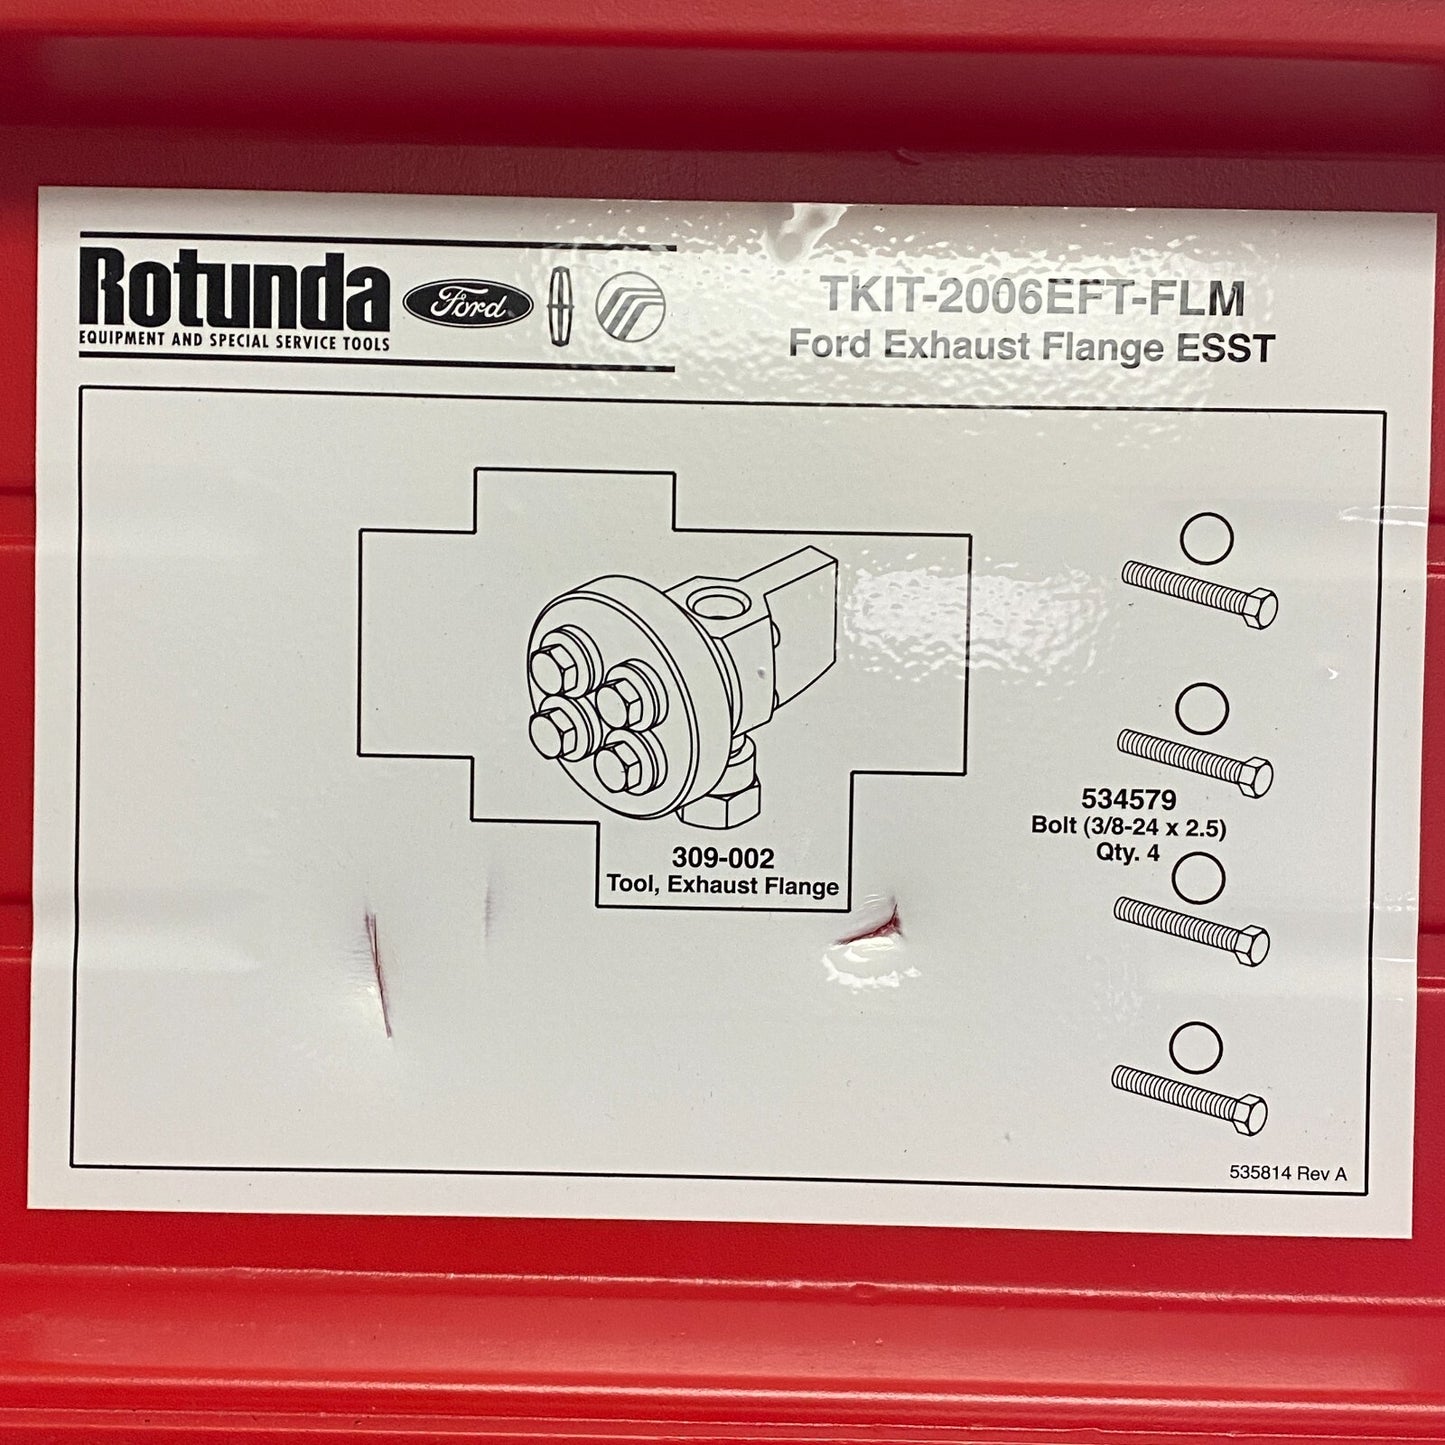 Rotunda
EQUIPMENT AND SPECIAL SERVICE TOOLS
Ford
TKIT-2006EFT-FLM
Ford Exhaust Flange ESST
309-002
Tool, Exhaust Flange
534579
Bolt (3/8-24 x 2.5)
Qty. 4
535814 Rev A